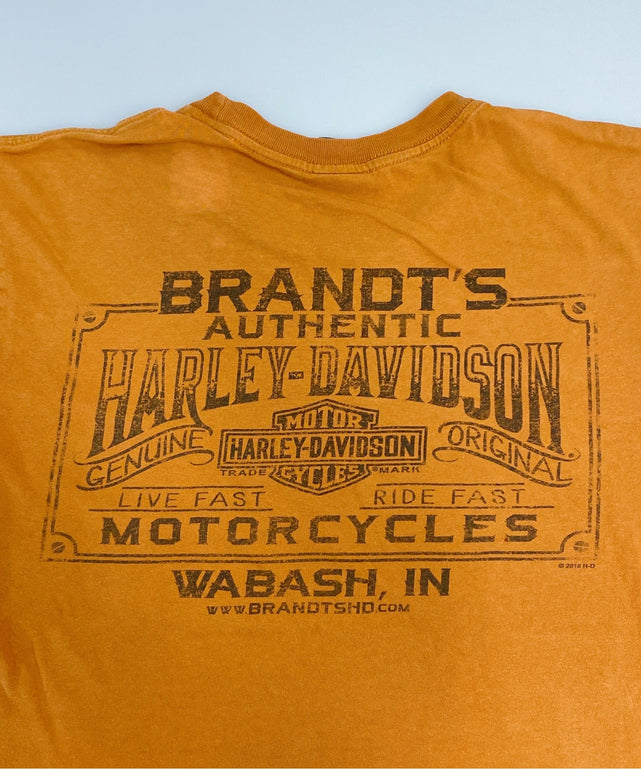 BRANDT'S
AUTHENTIC
HARLEY-DAVIDSON
GENUINE
MOTOR
HARLEY-DAVIDSON
CYCLES
TRADE ® MARK
ORIGINAL
LIVE FAST RIDE FAST
MOTORCYCLES
© 2018 H-D
WABASH, IN
WWW.BRANDTSHD.COM